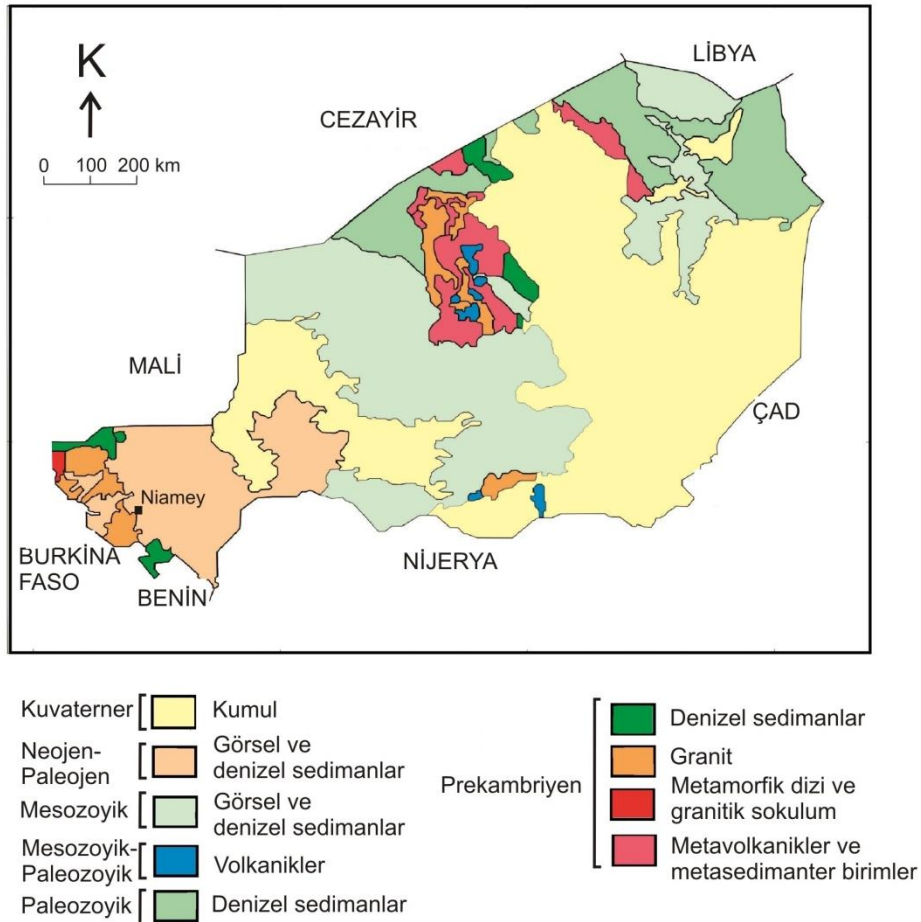 LİBYA
K
CEZAYİR
0 100 200 km
MALİ
ÇAD
Niamey
BURKİNA
FASO
NİJERYA
BENİN
Kuvaterner
Kumul
Neojen-
Paleojen
Görsel ve
denizel sedimanlar
Mesozoyik
Görsel ve
denizel sedimanlar
Mesozoyik-
Paleozoyik
Volkanikler
Paleozoyik
Denizel sedimanlar
Prekambriyen
Denizel sedimanlar
Granit
Metamorfik dizi ve
granitik sokulum
Metavolkanikler ve
metasedimanter birimler